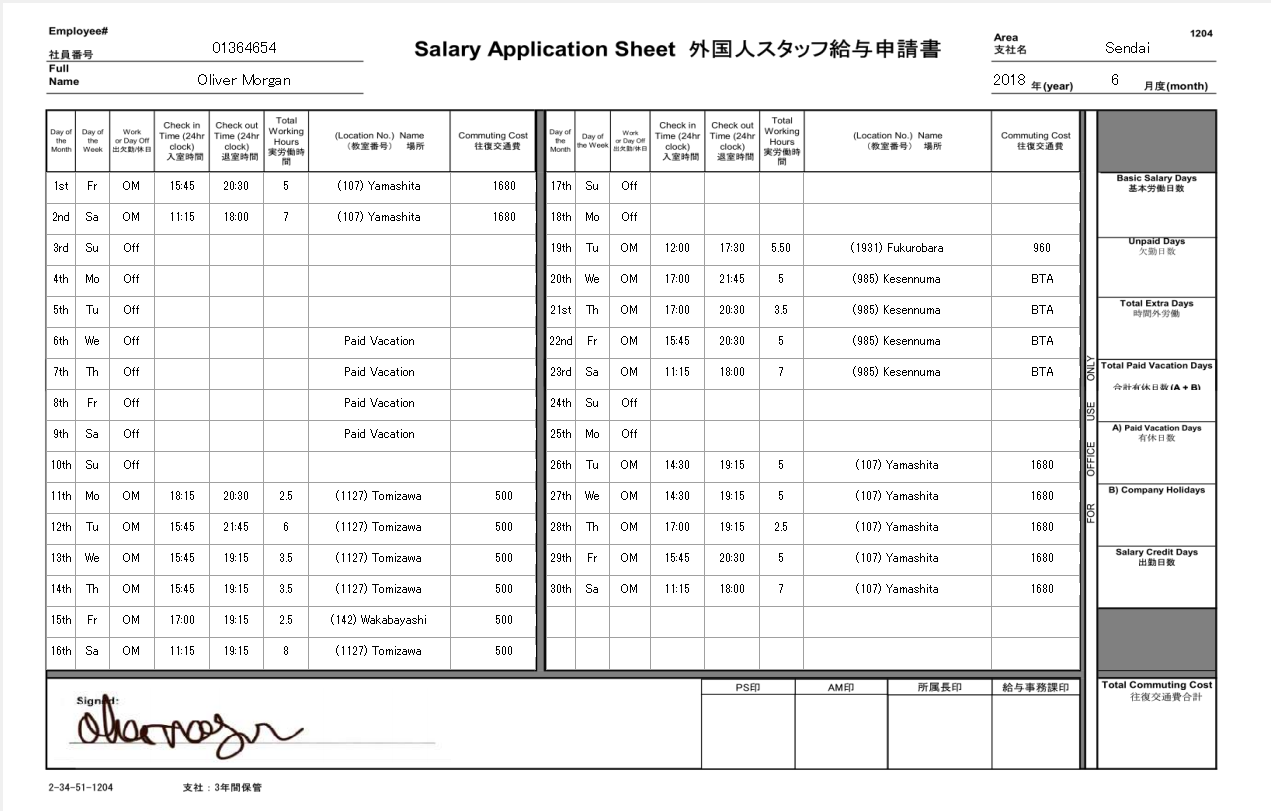 Employee#
社員番号 01364654
Full
Name Oliver Morgan
Salary Application Sheet 外国人スタッフ給与申請書
1204
Area
支社名 Sendai
2018 年(year) 6 月度(month)
Day of the Month Day of the Week Work or Day Off 出欠勤/休日 Check in Time (24hr clock) 入室時間 Check out Time (24hr clock) 退室時間 Total Working Hours 実労働時間 (Location No.) Name (教室番号) 場所 Commuting Cost 往復交通費
1st Fr OM 15:45 20:30 5 (107) Yamashita 1680
2nd Sa OM 11:15 18:00 7 (107) Yamashita 1680
3rd Su Off
4th Mo Off
5th Tu Off
6th We Off Paid Vacation
7th Th Off Paid Vacation
8th Fr Off Paid Vacation
9th Sa Off Paid Vacation
10th Su Off
11th Mo OM 18:15 20:30 2.5 (1127) Tomizawa 500
12th Tu OM 15:45 21:45 6 (1127) Tomizawa 500
13th We OM 15:45 19:15 3.5 (1127) Tomizawa 500
14th Th OM 15:45 19:15 3.5 (1127) Tomizawa 500
15th Fr OM 17:00 19:15 2.5 (142) Wakabayashi 500
16th Sa OM 11:15 19:15 8 (1127) Tomizawa 500
Day of the Month Day of the Week Work or Day Off 出欠勤/休日 Check in Time (24hr clock) 入室時間 Check out Time (24hr clock) 退室時間 Total Working Hours 実労働時間 (Location No.) Name (教室番号) 場所 Commuting Cost 往復交通費
17th Su Off
18th Mo Off
19th Tu OM 12:00 17:30 5.50 (1931) Fukurobara 960
20th We OM 17:00 21:45 5 (985) Kesennuma BTA
21st Th OM 17:00 20:30 3.5 (985) Kesennuma BTA
22nd Fr OM 15:45 20:30 5 (985) Kesennuma BTA
23rd Sa OM 11:15 18:00 7 (985) Kesennuma BTA
24th Su Off
25th Mo Off
26th Tu OM 14:30 19:15 5 (107) Yamashita 1680
27th We OM 14:30 19:15 5 (107) Yamashita 1680
28th Th OM 17:00 19:15 2.5 (107) Yamashita 1680
29th Fr OM 15:45 20:30 5 (107) Yamashita 1680
30th Sa OM 11:15 18:00 7 (107) Yamashita 1680
FOR OFFICE USE ONLY
Basic Salary Days
基本労働日数
Unpaid Days
欠勤日数
Total Extra Days
時間外労働
Total Paid Vacation Days
合計有休日数(A + B)
A) Paid Vacation Days
有休日数
B) Company Holidays
Salary Credit Days
出勤日数
Total Commuting Cost
往復交通費合計
Signed:
PS印 AM印 所属長印 給与事務課印
2-34-51-1204 支社：3年間保管